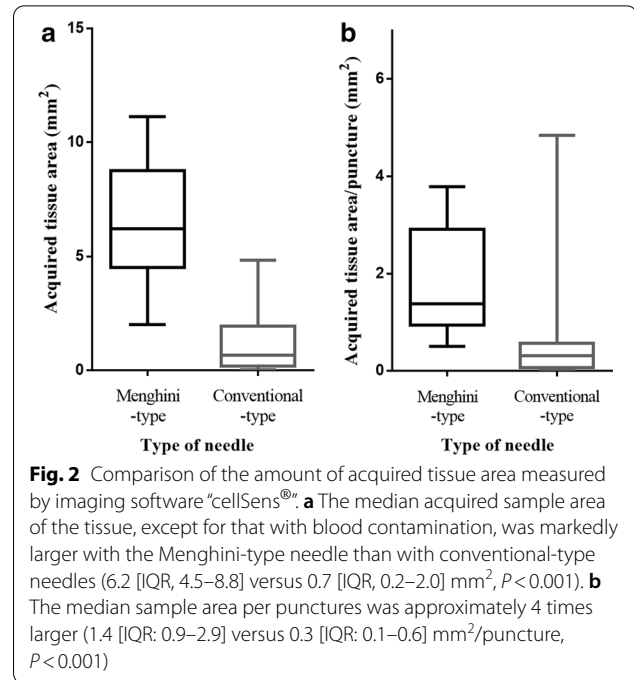 a
b
Acquired tissue area (mm²)
15
10
5
0
Menghini
-type
Conventional
-type
Type of needle
Acquired tissue area/puncture (mm²)
6
4
2
0
Menghini
-type
Conventional
-type
Type of needle
Fig. 2 Comparison of the amount of acquired tissue area measured
by imaging software “cellSens®”. a The median acquired sample area
of the tissue, except for that with blood contamination, was markedly
larger with the Menghini-type needle than with conventional-type
needles (6.2 [IQR, 4.5–8.8] versus 0.7 [IQR, 0.2–2.0] mm², P < 0.001). b
The median sample area per punctures was approximately 4 times
larger (1.4 [IQR: 0.9–2.9] versus 0.3 [IQR: 0.1–0.6] mm²/puncture,
P < 0.001)